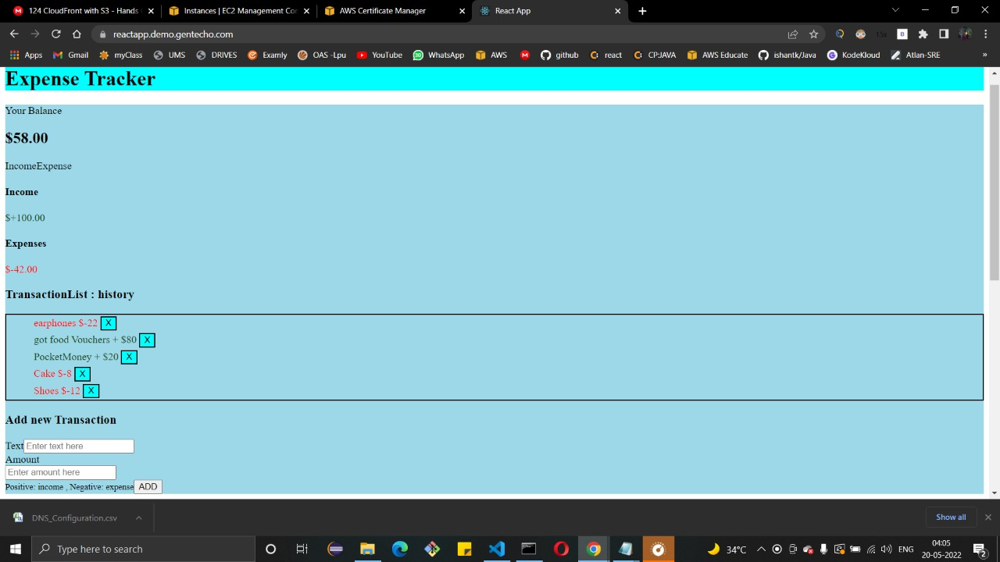 124 CloudFront with S3 - Hands
Instances | EC2 Management Con
AWS Certificate Manager
React App
reactapp.demo.gentecho.com
1.5x
Apps Gmail myClass UMS DRIVES Examly OAS -Lpu YouTube WhatsApp AWS github react CPJAVA AWS Educate ishantk/Java KodeKloud Atlan-SRE »
Expense Tracker
Your Balance
$58.00
IncomeExpense
Income
$+100.00
Expenses
$-42.00
TransactionList : history
earphones $-22 X
got food Vouchers + $80 X
PocketMoney + $20 X
Cake $-8 X
Shoes $-12 X
Add new Transaction
Text Enter text here
Amount
Enter amount here
Positive: income , Negative: expense ADD
DNS_Configuration.csv
Show all
Type here to search
34°C
ENG
04:05
20-05-2022
2